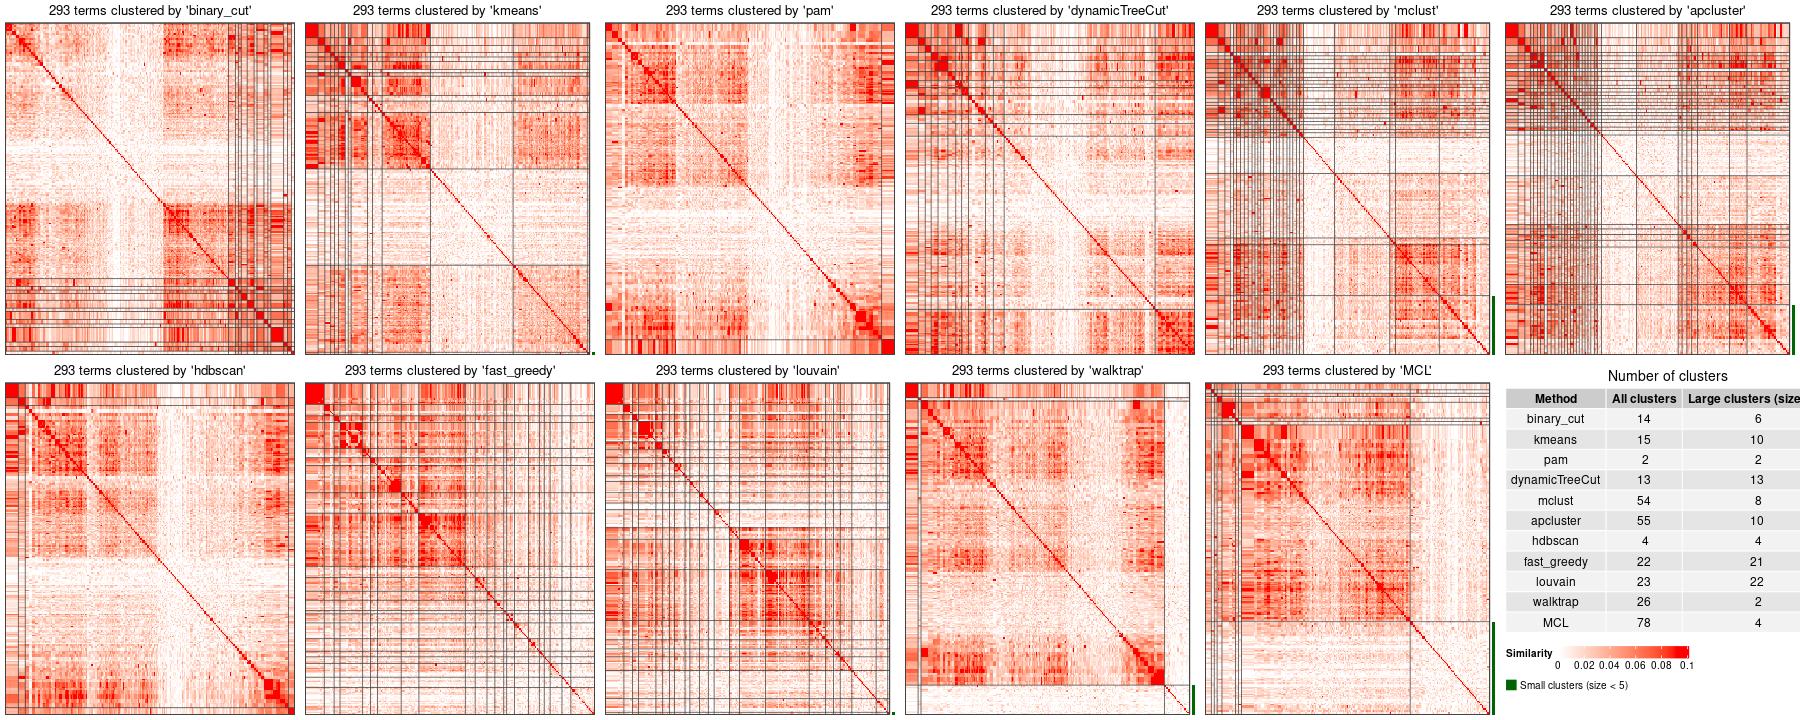 293 terms clustered by 'binary_cut'
293 terms clustered by 'kmeans'
293 terms clustered by 'pam'
293 terms clustered by 'dynamicTreeCut'
293 terms clustered by 'mclust'
293 terms clustered by 'apcluster'
293 terms clustered by 'hdbscan'
293 terms clustered by 'fast_greedy'
293 terms clustered by 'louvain'
293 terms clustered by 'walktrap'
293 terms clustered by 'MCL'
Number of clusters
Method All clusters Large clusters (size
binary_cut 14 6
kmeans 15 10
pam 2 2
dynamicTreeCut 13 13
mclust 54 8
apcluster 55 10
hdbscan 4 4
fast_greedy 22 21
louvain 23 22
walktrap 26 2
MCL 78 4
Similarity
0 0.02 0.04 0.06 0.08 0.1
Small clusters (size < 5)